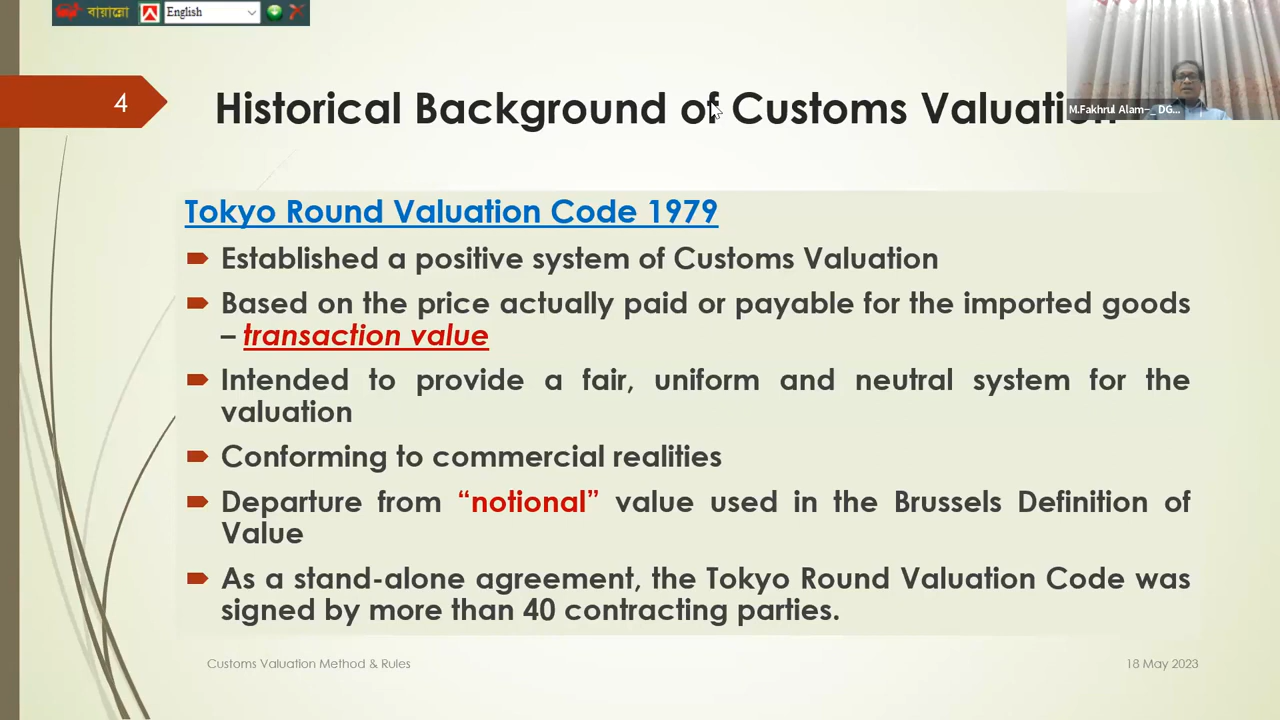 বায়ান্নো
English
4
Historical Background of Customs Valuation
M.Fakhrul Alam--_ DG...
Tokyo Round Valuation Code 1979
Established a positive system of Customs Valuation
Based on the price actually paid or payable for the imported goods
– transaction value
Intended to provide a fair, uniform and neutral system for the
valuation
Conforming to commercial realities
Departure from “notional” value used in the Brussels Definition of
Value
As a stand-alone agreement, the Tokyo Round Valuation Code was
signed by more than 40 contracting parties.
Customs Valuation Method & Rules
18 May 2023